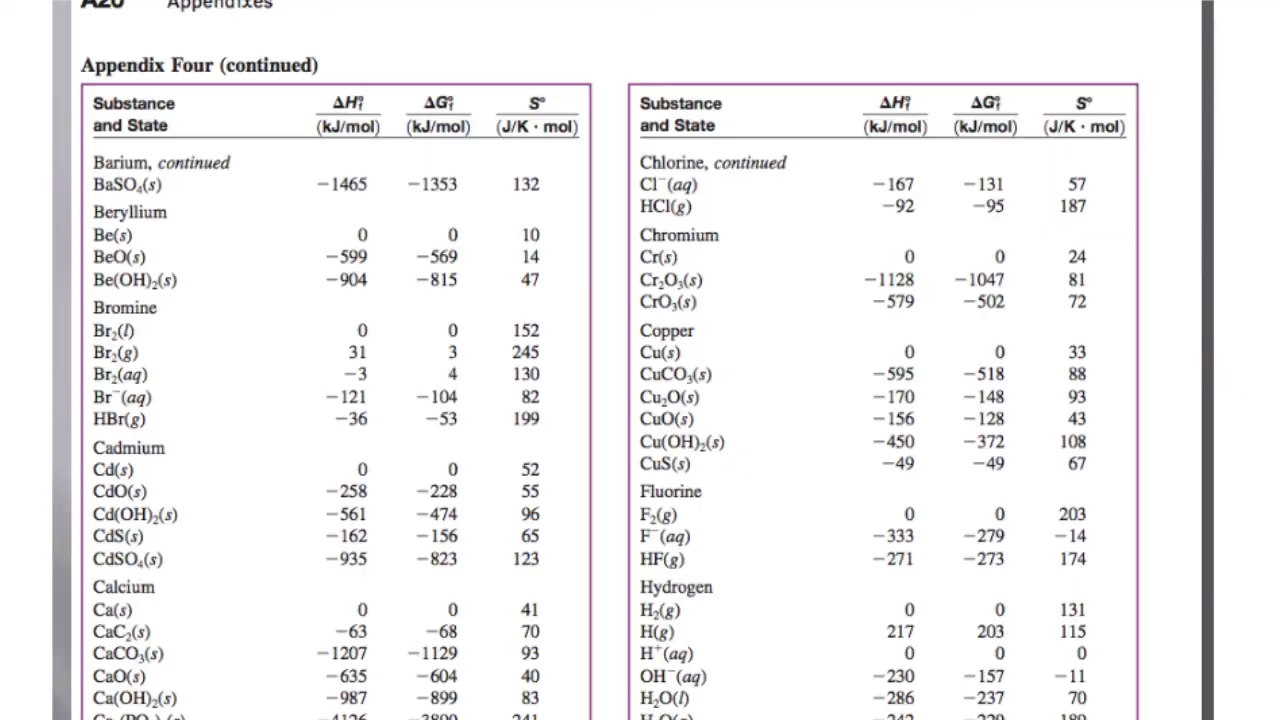 A20 Appendixes
Appendix Four (continued)
Substance and State ΔH°f (kJ/mol) ΔG°f (kJ/mol) S° (J/K · mol)
Barium, continued
BaSO₄(s) −1465 −1353 132
Beryllium
Be(s) 0 0 10
BeO(s) −599 −569 14
Be(OH)₂(s) −904 −815 47
Bromine
Br₂(l) 0 0 152
Br₂(g) 31 3 245
Br₂(aq) −3 4 130
Br⁻(aq) −121 −104 82
HBr(g) −36 −53 199
Cadmium
Cd(s) 0 0 52
CdO(s) −258 −228 55
Cd(OH)₂(s) −561 −474 96
CdS(s) −162 −156 65
CdSO₄(s) −935 −823 123
Calcium
Ca(s) 0 0 41
CaC₂(s) −63 −68 70
CaCO₃(s) −1207 −1129 93
CaO(s) −635 −604 40
Ca(OH)₂(s) −987 −899 83
Substance and State ΔH°f (kJ/mol) ΔG°f (kJ/mol) S° (J/K · mol)
Chlorine, continued
Cl⁻(aq) −167 −131 57
HCl(g) −92 −95 187
Chromium
Cr(s) 0 0 24
Cr₂O₃(s) −1128 −1047 81
CrO₃(s) −579 −502 72
Copper
Cu(s) 0 0 33
CuCO₃(s) −595 −518 88
Cu₂O(s) −170 −148 93
CuO(s) −156 −128 43
Cu(OH)₂(s) −450 −372 108
CuS(s) −49 −49 67
Fluorine
F₂(g) 0 0 203
F⁻(aq) −333 −279 −14
HF(g) −271 −273 174
Hydrogen
H₂(g) 0 0 131
H(g) 217 203 115
H⁺(aq) 0 0 0
OH⁻(aq) −230 −157 −11
H₂O(l) −286 −237 70